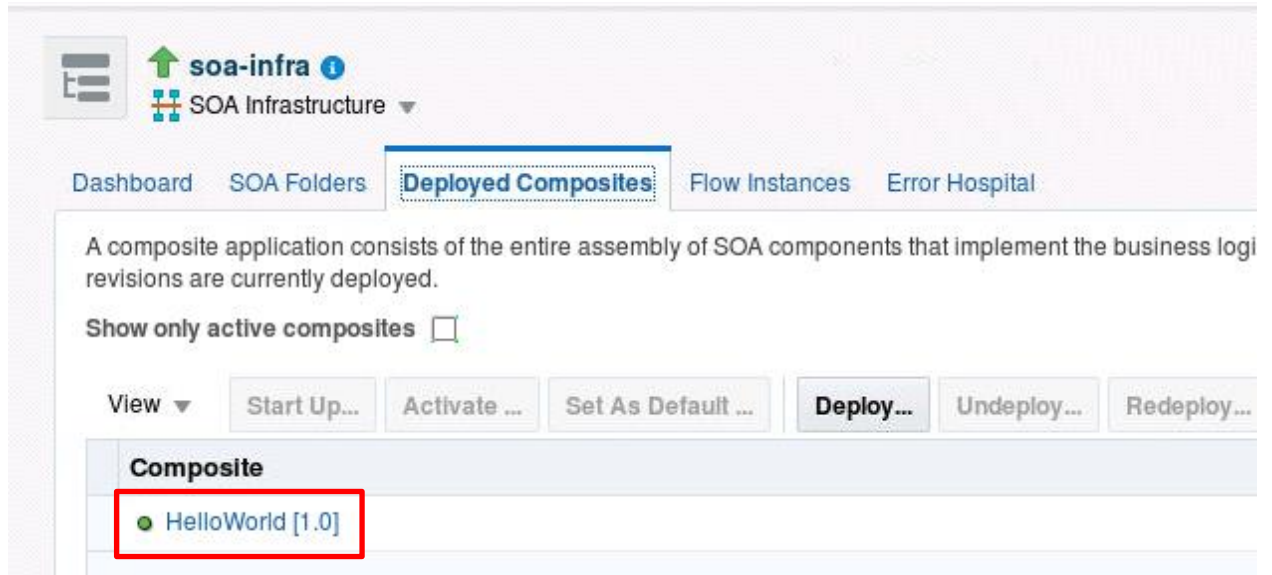 soa-infra
SOA Infrastructure
Dashboard SOA Folders Deployed Composites Flow Instances Error Hospital
A composite application consists of the entire assembly of SOA components that implement the business logi
revisions are currently deployed.
Show only active composites
View Start Up... Activate ... Set As Default ... Deploy... Undeploy... Redeploy...
Composite
HelloWorld [1.0]